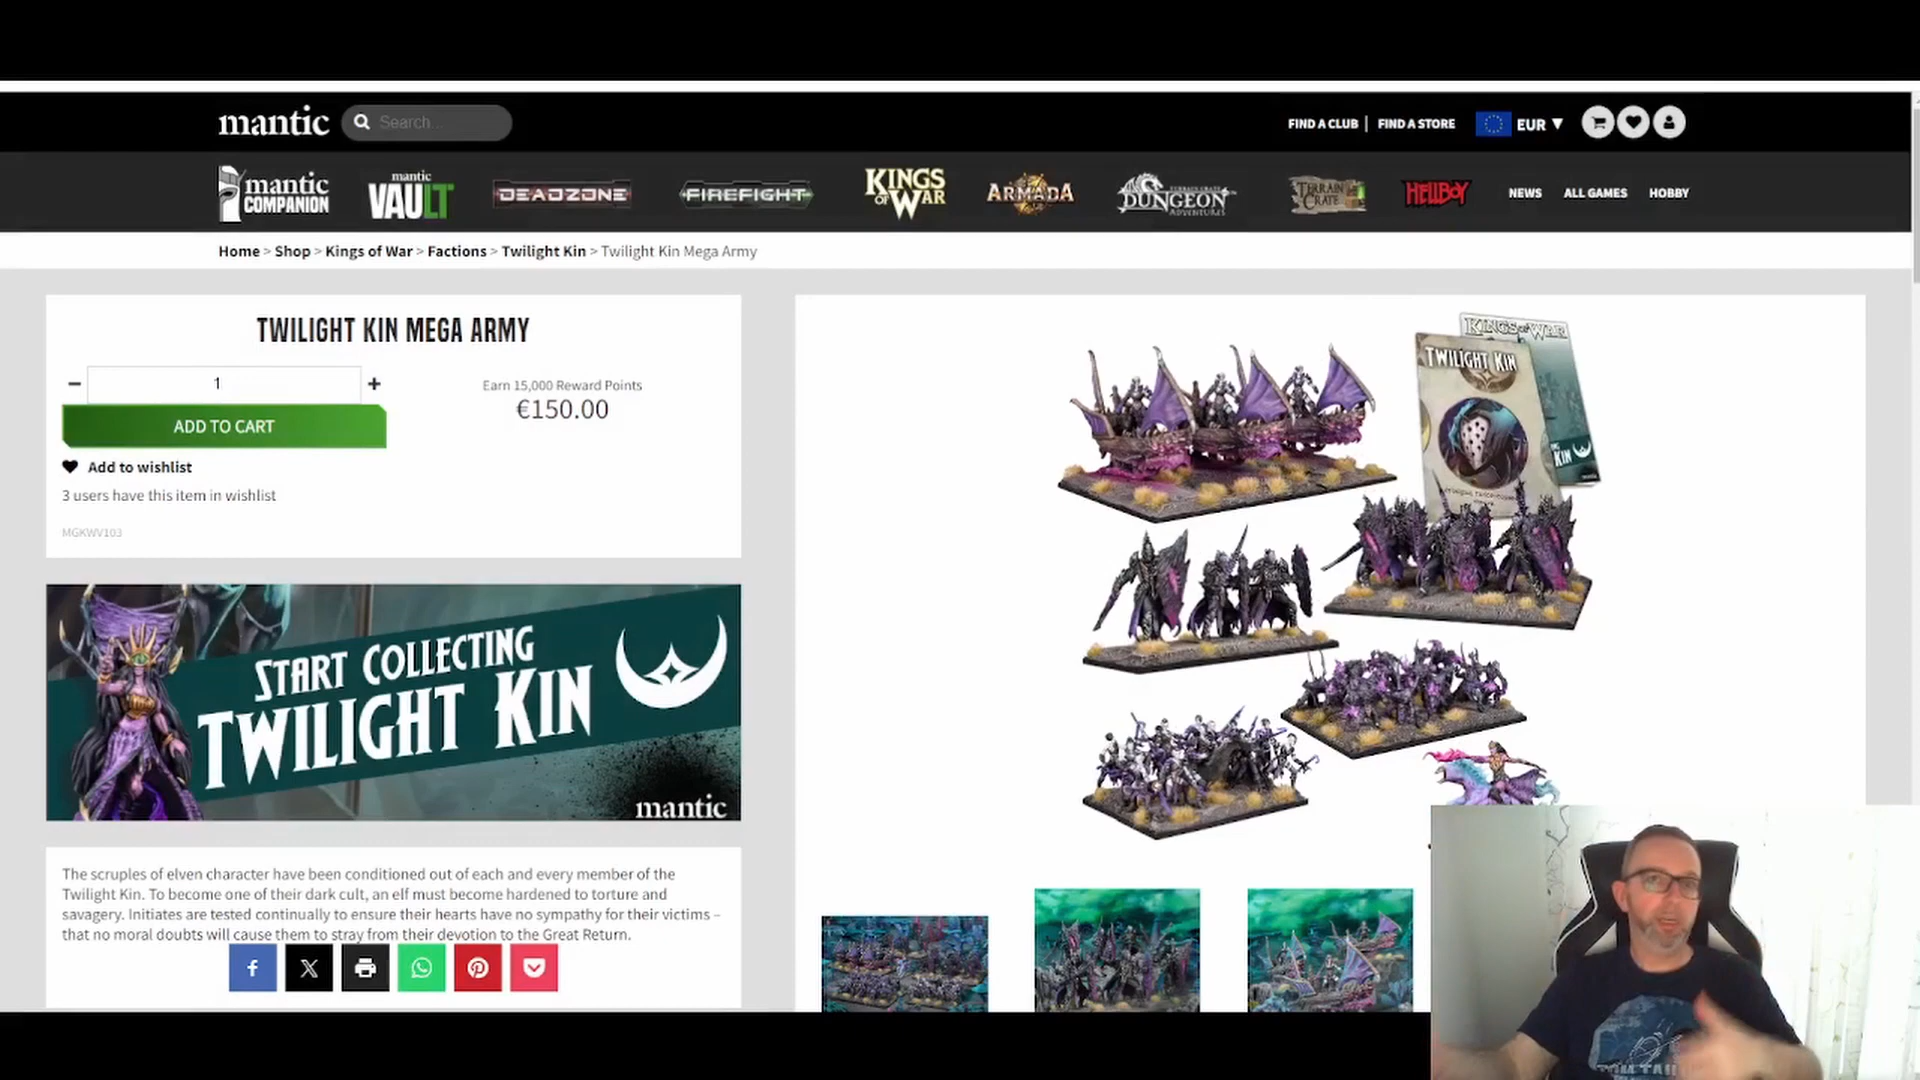 mantic
Search...
FIND A CLUB | FIND A STORE
EUR ▼
mantic
COMPANION
mantic
VAULT
DEADZONE
FIREFIGHT
KINGS
OF WAR
ARMADA
TERRAIN CRATE
DUNGEON
ADVENTURES
TERRAIN
CRATE
HELLBOY
NEWS
ALL GAMES
HOBBY
Home > Shop > Kings of War > Factions > Twilight Kin > Twilight Kin Mega Army
TWILIGHT KIN MEGA ARMY
− 1 +
Earn 15,000 Reward Points
€150.00
ADD TO CART
Add to wishlist
3 users have this item in wishlist
MGKWV103
KINGS OF WAR
TWILIGHT KIN
KIN
START COLLECTING
TWILIGHT KIN
mantic
The scruples of elven character have been conditioned out of each and every member of the
Twilight Kin. To become one of their dark cult, an elf must become hardened to torture and
savagery. Initiates are tested continually to ensure their hearts have no sympathy for their victims –
that no moral doubts will cause them to stray from their devotion to the Great Return.